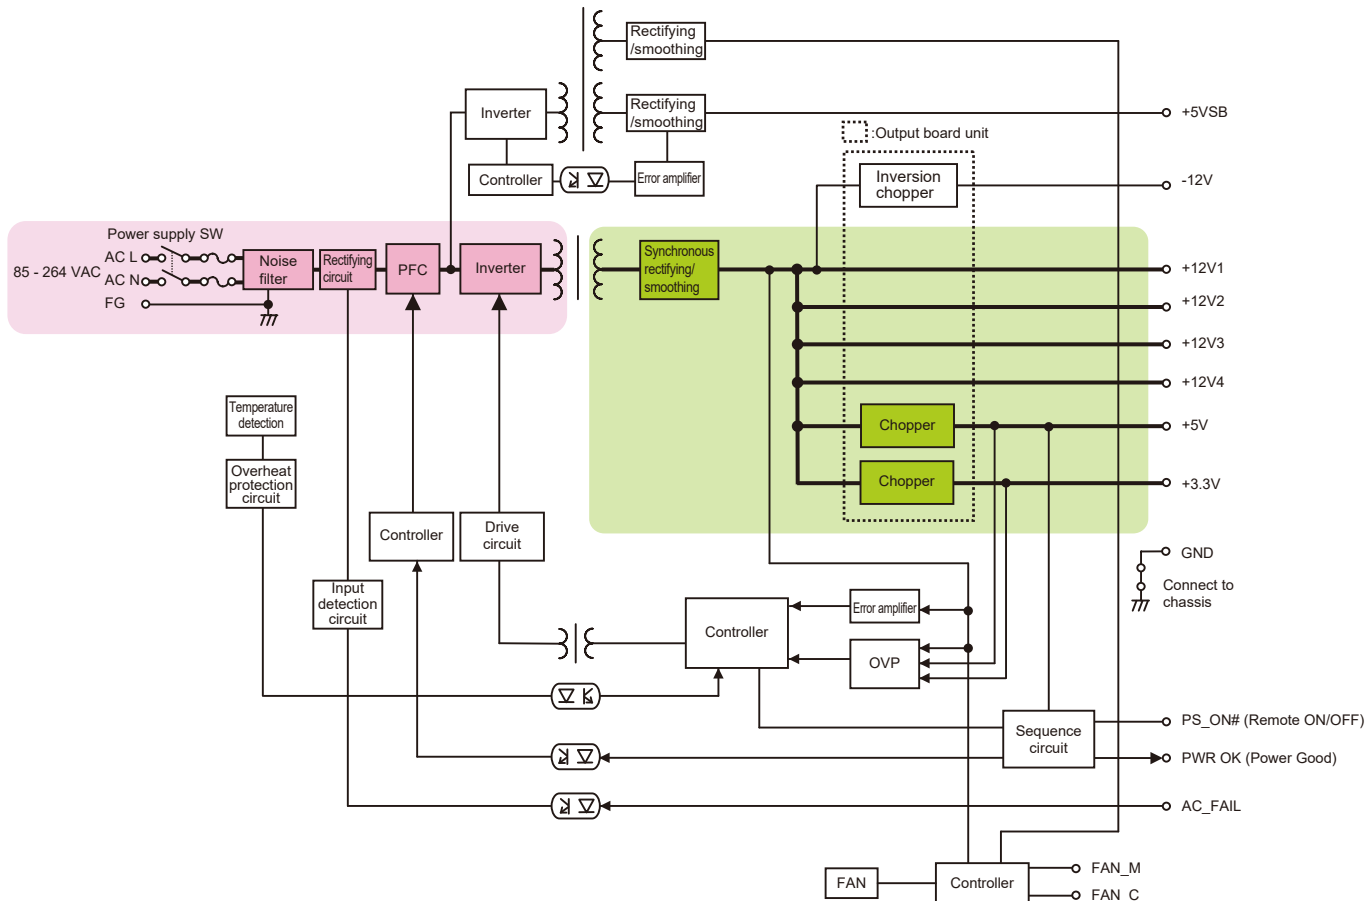 Rectifying
/smoothing
Inverter
Rectifying
/smoothing
+5VSB
:Output board unit
Controller
Error amplifier
Inversion
chopper
-12V
Power supply SW
85 - 264 VAC
AC L
AC N
FG
Noise
filter
Rectifying
circuit
PFC
Inverter
Synchronous
rectifying/
smoothing
+12V1
+12V2
+12V3
+12V4
Chopper
+5V
Chopper
+3.3V
Temperature
detection
Overheat
protection
circuit
Controller
Drive
circuit
Input
detection
circuit
GND
Connect to
chassis
Controller
Error amplifier
OVP
Sequence
circuit
PS_ON# (Remote ON/OFF)
PWR OK (Power Good)
AC_FAIL
FAN
Controller
FAN_M
FAN_C